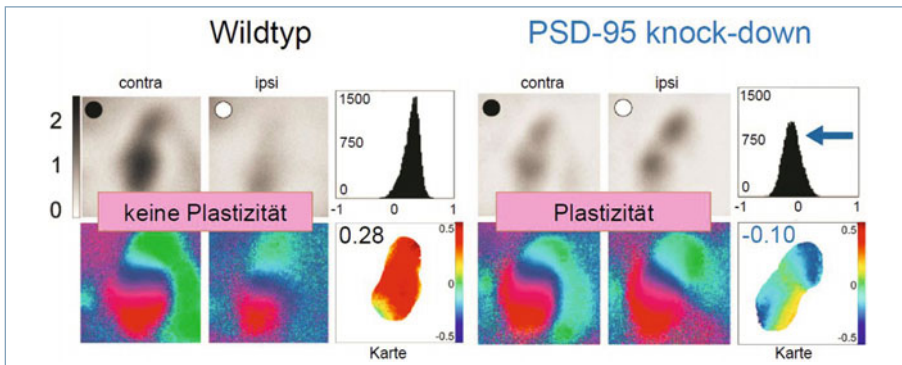 Wildtyp
PSD-95 knock-down
contra
ipsi
contra
ipsi
2
1
0
1500
750
0
-1
0
1
1500
750
0
-1
0
1
keine Plastizität
Plastizität
0.28
0.5
0
-0.5
Karte
-0.10
0.5
0
-0.5
Karte